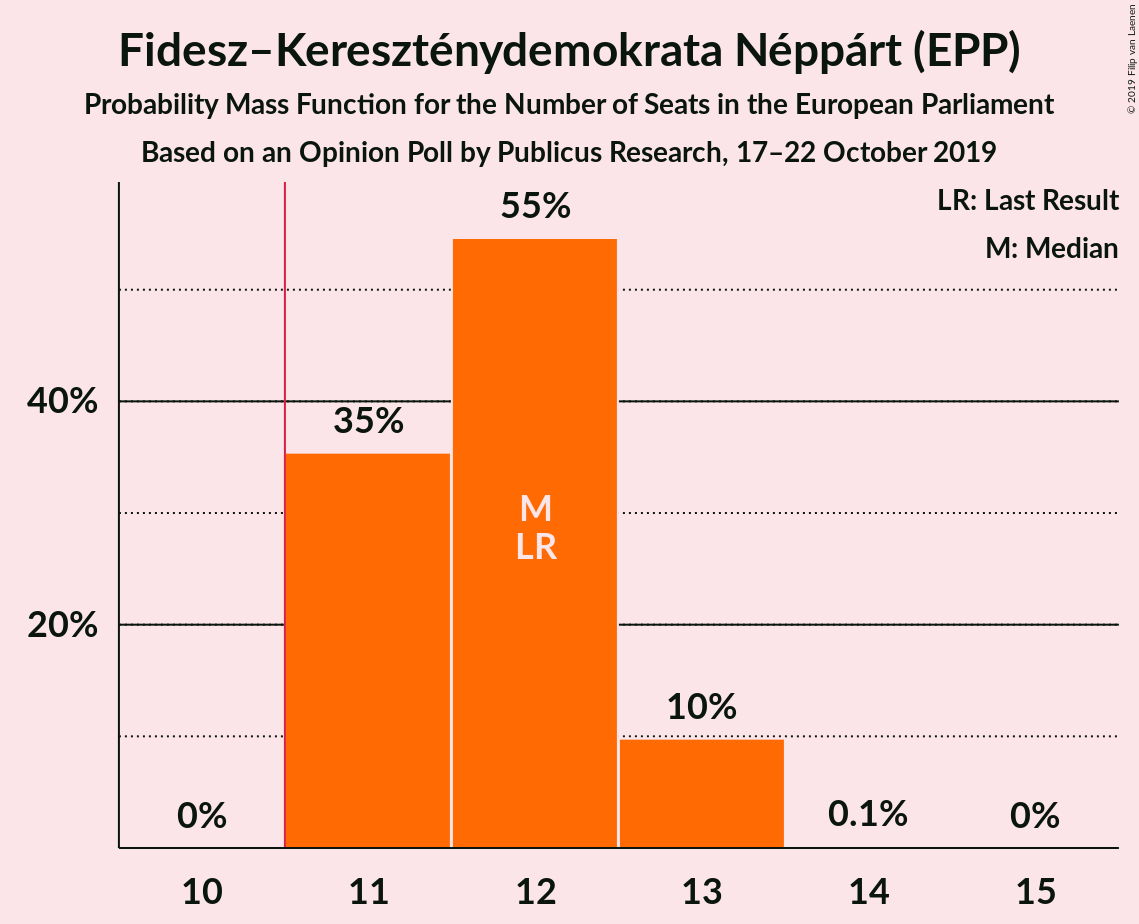 Fidesz–Kereszténydemokrata Néppárt (EPP)
Probability Mass Function for the Number of Seats in the European Parliament
Based on an Opinion Poll by Publicus Research, 17–22 October 2019
© 2019 Filip van Laenen
LR: Last Result
M: Median
55%
40%
35%
M
LR
20%
10%
0%
0.1%
0%
10
11
12
13
14
15